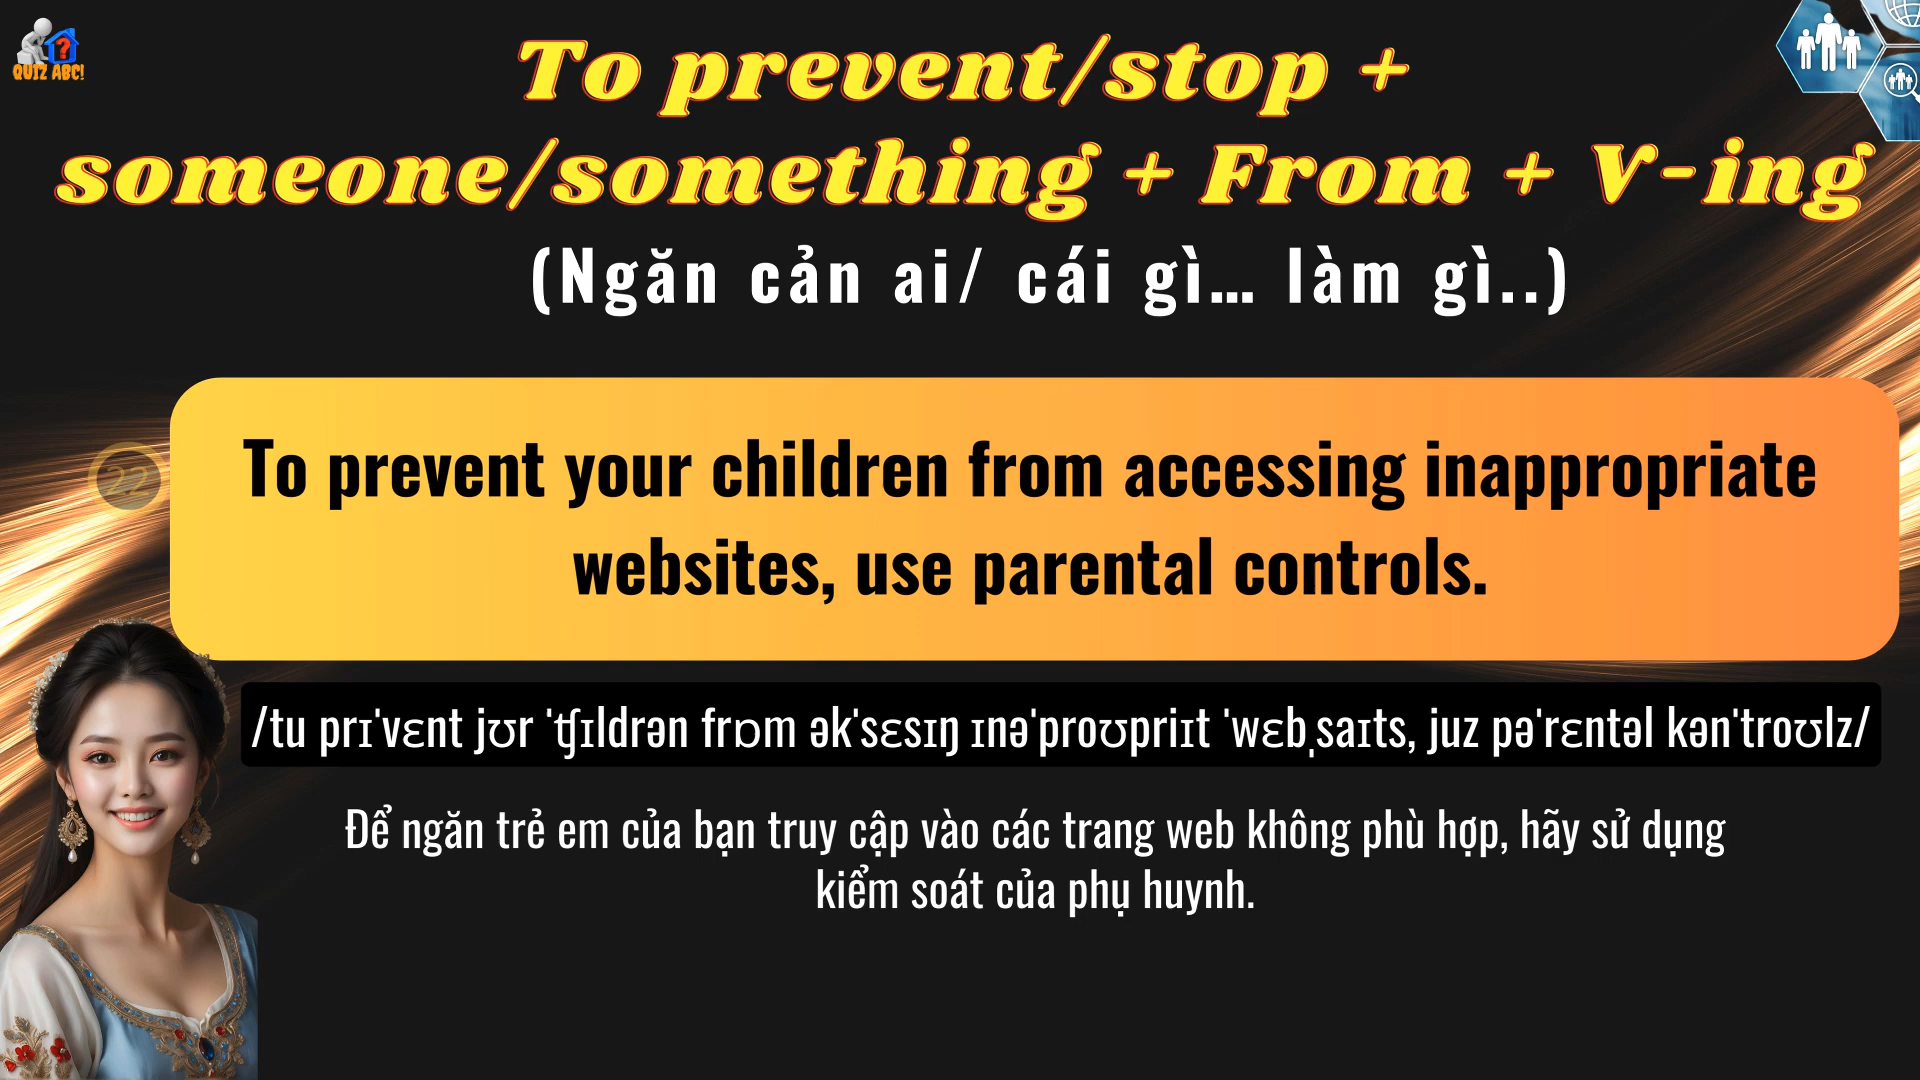 QUIZ ABC!
To prevent/stop +
someone/something + From + V-ing
(Ngăn cản ai/ cái gì... làm gì..)
22
To prevent your children from accessing inappropriate
websites, use parental controls.
/tu prɪˈvɛnt jʊr ˈʧɪldrən frɒm əkˈsɛsɪŋ ɪnəˈproʊpriɪt ˈwɛbˌsaɪts, juz pəˈrɛntəl kənˈtroʊlz/
Để ngăn trẻ em của bạn truy cập vào các trang web không phù hợp, hãy sử dụng
kiểm soát của phụ huynh.